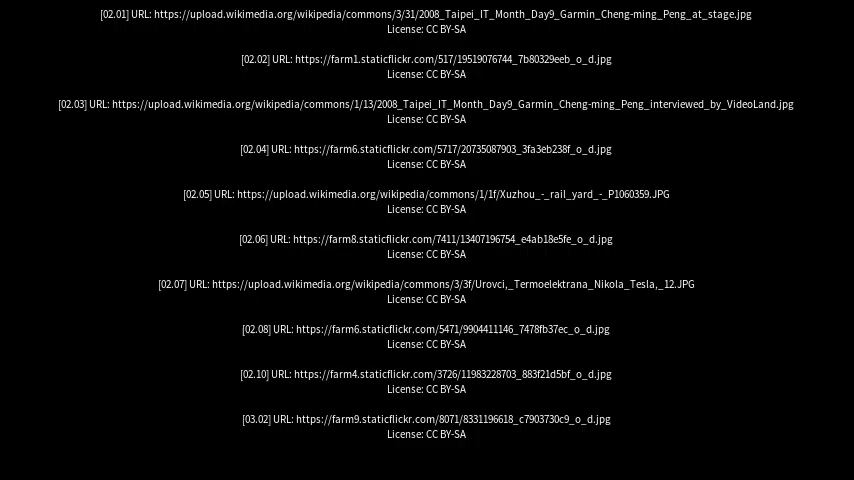 [02.01] URL: https://upload.wikimedia.org/wikipedia/commons/3/31/2008_Taipei_IT_Month_Day9_Garmin_Cheng-ming_Peng_at_stage.jpg
License: CC BY-SA
[02.02] URL: https://farm1.staticflickr.com/517/19519076744_7b80329eeb_o_d.jpg
License: CC BY-SA
[02.03] URL: https://upload.wikimedia.org/wikipedia/commons/1/13/2008_Taipei_IT_Month_Day9_Garmin_Cheng-ming_Peng_interviewed_by_VideoLand.jpg
License: CC BY-SA
[02.04] URL: https://farm6.staticflickr.com/5717/20735087903_3fa3eb238f_o_d.jpg
License: CC BY-SA
[02.05] URL: https://upload.wikimedia.org/wikipedia/commons/1/1f/Xuzhou_-_rail_yard_-_P1060359.JPG
License: CC BY-SA
[02.06] URL: https://farm8.staticflickr.com/7411/13407196754_e4ab18e5fe_o_d.jpg
License: CC BY-SA
[02.07] URL: https://upload.wikimedia.org/wikipedia/commons/3/3f/Urovci,_Termoelektrana_Nikola_Tesla,_12.JPG
License: CC BY-SA
[02.08] URL: https://farm6.staticflickr.com/5471/9904411146_7478fb37ec_o_d.jpg
License: CC BY-SA
[02.10] URL: https://farm4.staticflickr.com/3726/11983228703_883f21d5bf_o_d.jpg
License: CC BY-SA
[03.02] URL: https://farm9.staticflickr.com/8071/8331196618_c7903730c9_o_d.jpg
License: CC BY-SA